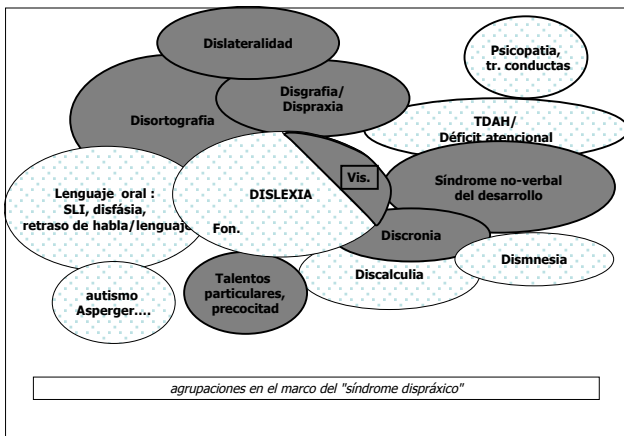 Dislateralidad
Psicopatia,
tr. conductas
Disgrafia/
Dispraxia
Disortografia
TDAH/
Déficit atencional
Lenguaje oral :
SLI, disfásia,
retraso de habla/lenguaje
DISLEXIA
Vis.
Fon.
Síndrome no-verbal
del desarrollo
Discronia
Dismnesia
Discalculia
Talentos
particulares,
precocitad
autismo
Asperger....
agrupaciones en el marco del "síndrome dispráxico"